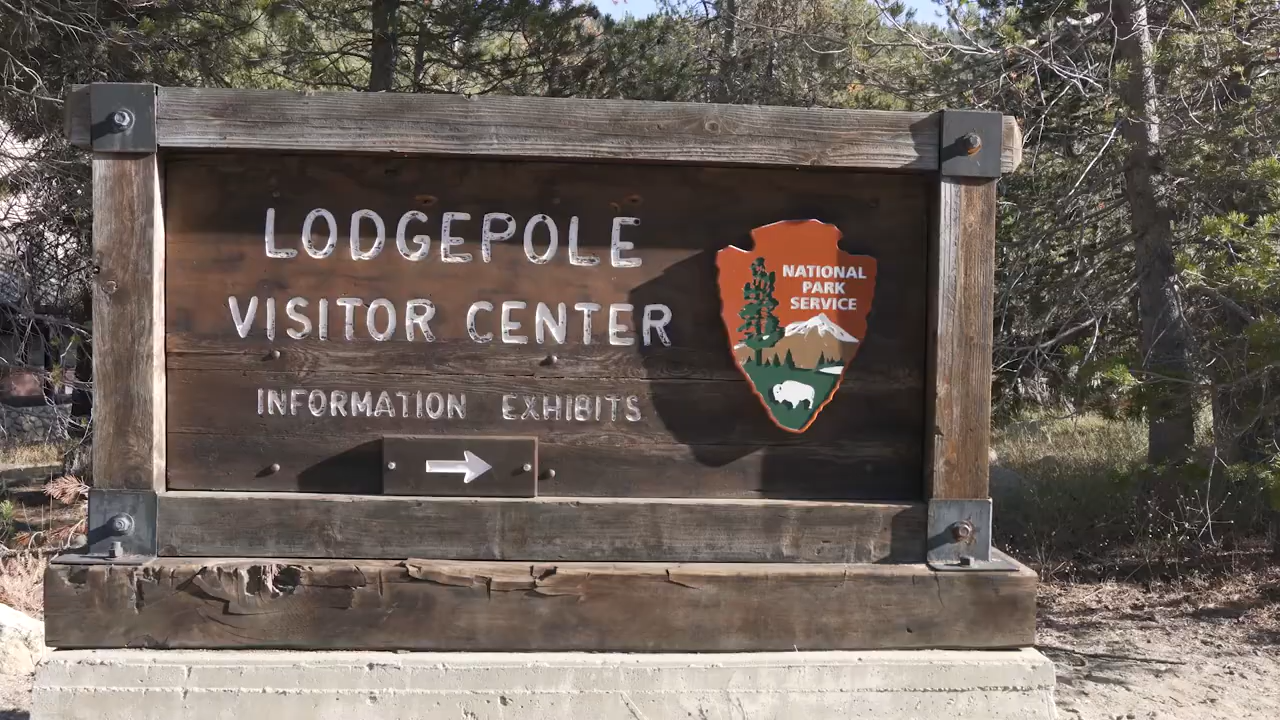 LODGEPOLE
VISITOR CENTER
INFORMATION EXHIBITS
NATIONAL
PARK
SERVICE